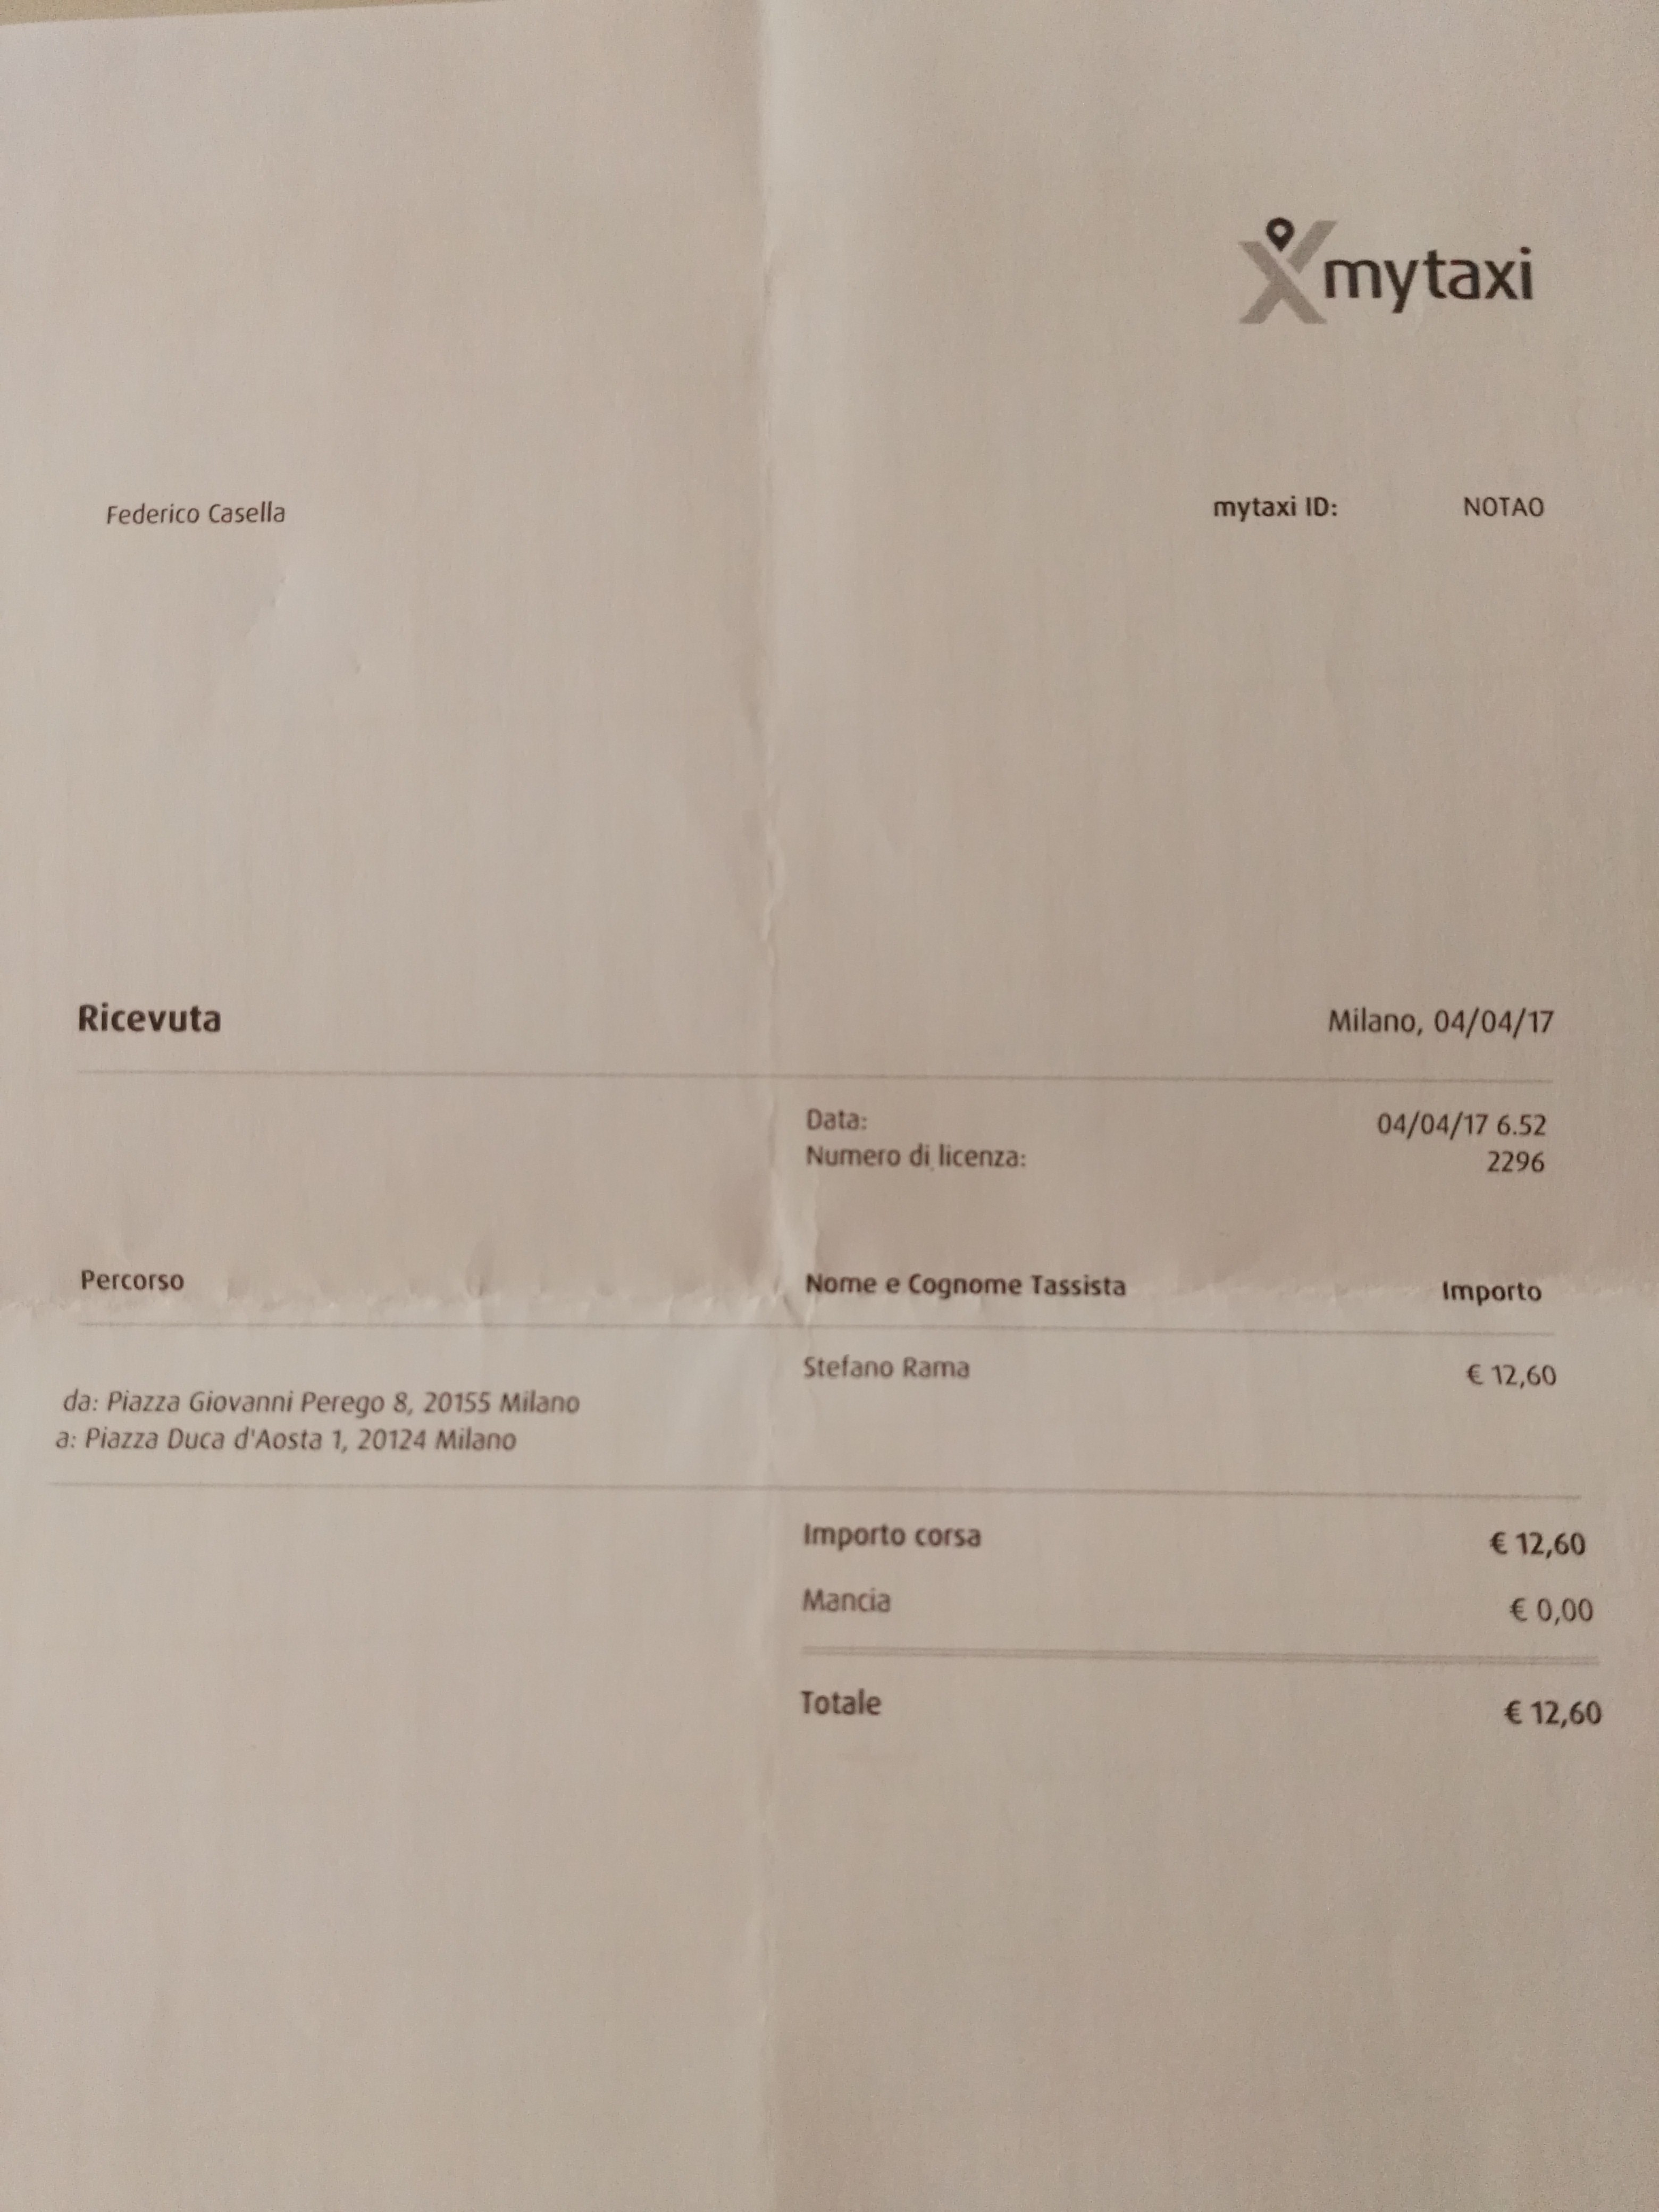 mytaxi
Federico Casella
mytaxi ID: NOTAO
Ricevuta
Milano, 04/04/17
Data: 04/04/17 6.52
Numero di licenza: 2296
Percorso Nome e Cognome Tassista Importo
Stefano Rama € 12,60
da: Piazza Giovanni Perego 8, 20155 Milano
a: Piazza Duca d'Aosta 1, 20124 Milano
Importo corsa € 12,60
Mancia € 0,00
Totale € 12,60